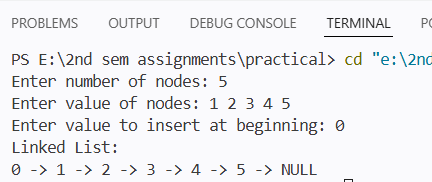 PROBLEMS OUTPUT DEBUG CONSOLE TERMINAL
PS E:\2nd sem assignments\practical> cd "e:\2nd
Enter number of nodes: 5
Enter value of nodes: 1 2 3 4 5
Enter value to insert at beginning: 0
Linked List:
0 -> 1 -> 2 -> 3 -> 4 -> 5 -> NULL